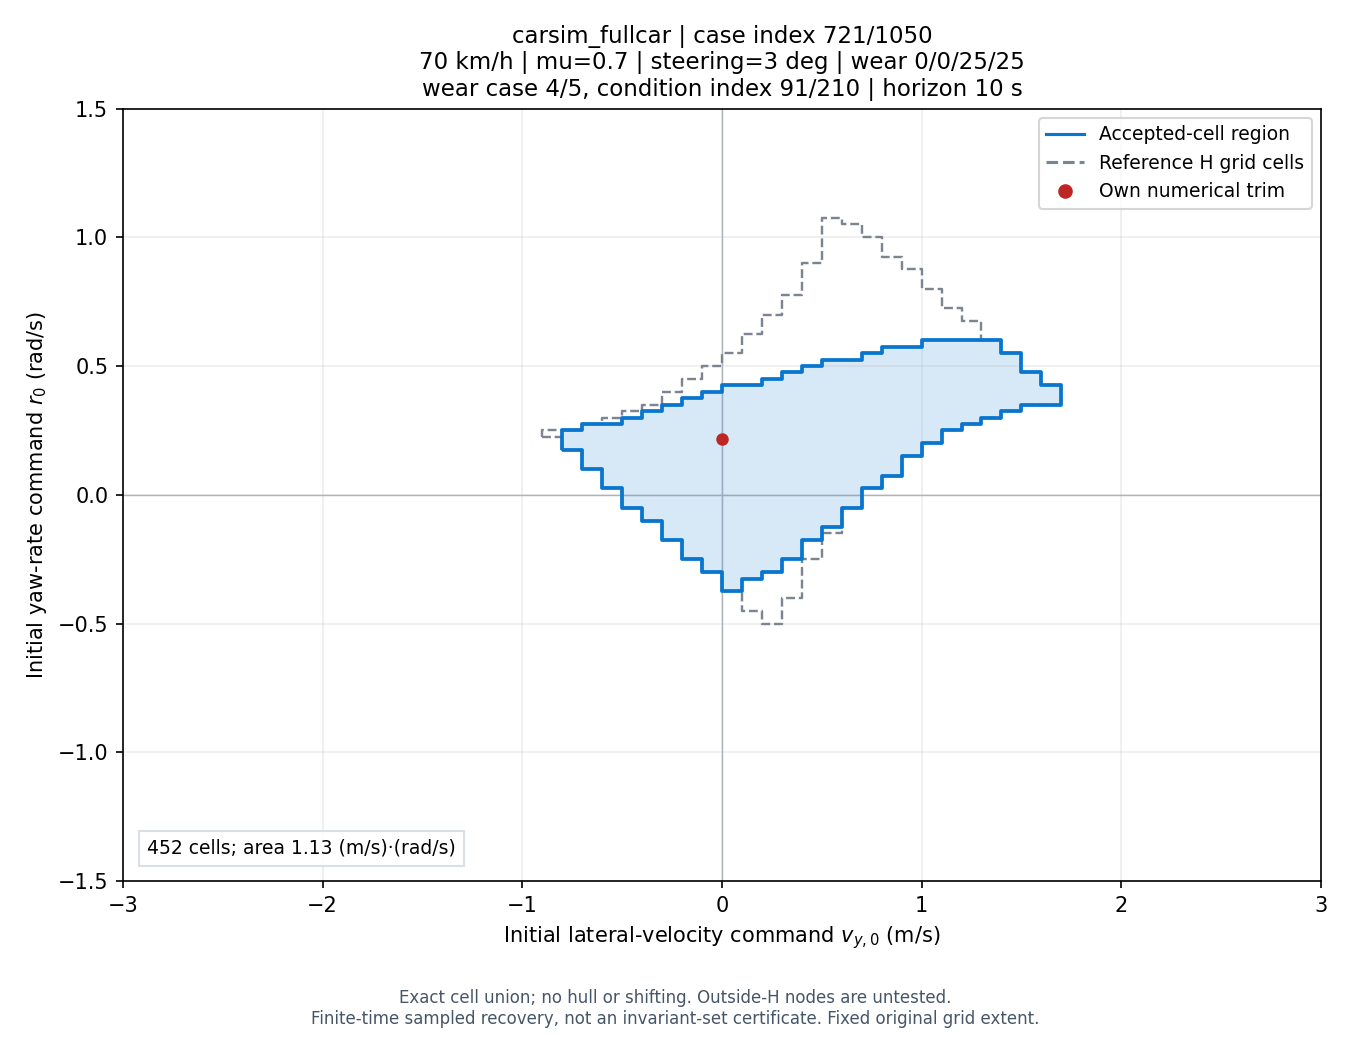 carsim_fullcar | case index 721/1050
70 km/h | mu=0.7 | steering=3 deg | wear 0/0/25/25
wear case 4/5, condition index 91/210 | horizon 10 s
Accepted-cell region
Reference H grid cells
Own numerical trim
1.5
1.0
0.5
0.0
−0.5
−1.0
−1.5
Initial yaw-rate command r₀ (rad/s)
452 cells; area 1.13 (m/s)·(rad/s)
−3
−2
−1
0
1
2
3
Initial lateral-velocity command v_{y,0} (m/s)
Exact cell union; no hull or shifting. Outside-H nodes are untested.
Finite-time sampled recovery, not an invariant-set certificate. Fixed original grid extent.